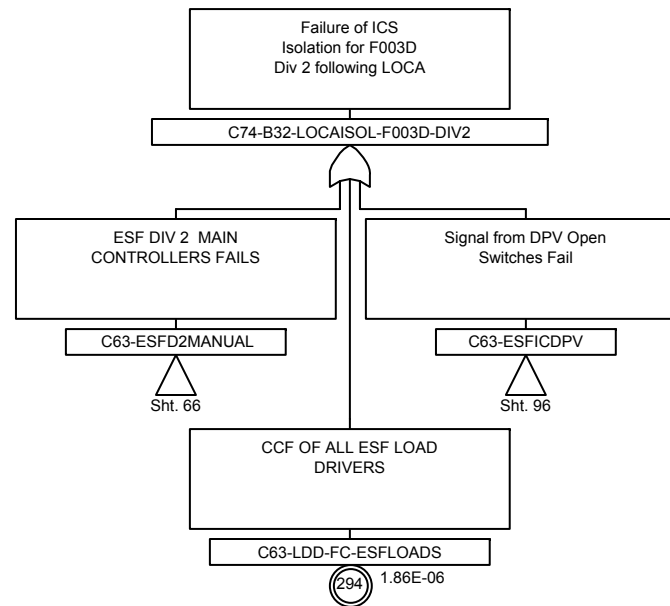 Failure of ICS
Isolation for F003D
Div 2 following LOCA
C74-B32-LOCAISOL-F003D-DIV2
ESF DIV 2 MAIN
CONTROLLERS FAILS
C63-ESFD2MANUAL
Sht. 66
Signal from DPV Open
Switches Fail
C63-ESFICDPV
Sht. 96
CCF OF ALL ESF LOAD
DRIVERS
C63-LDD-FC-ESFLOADS
294
1.86E-06